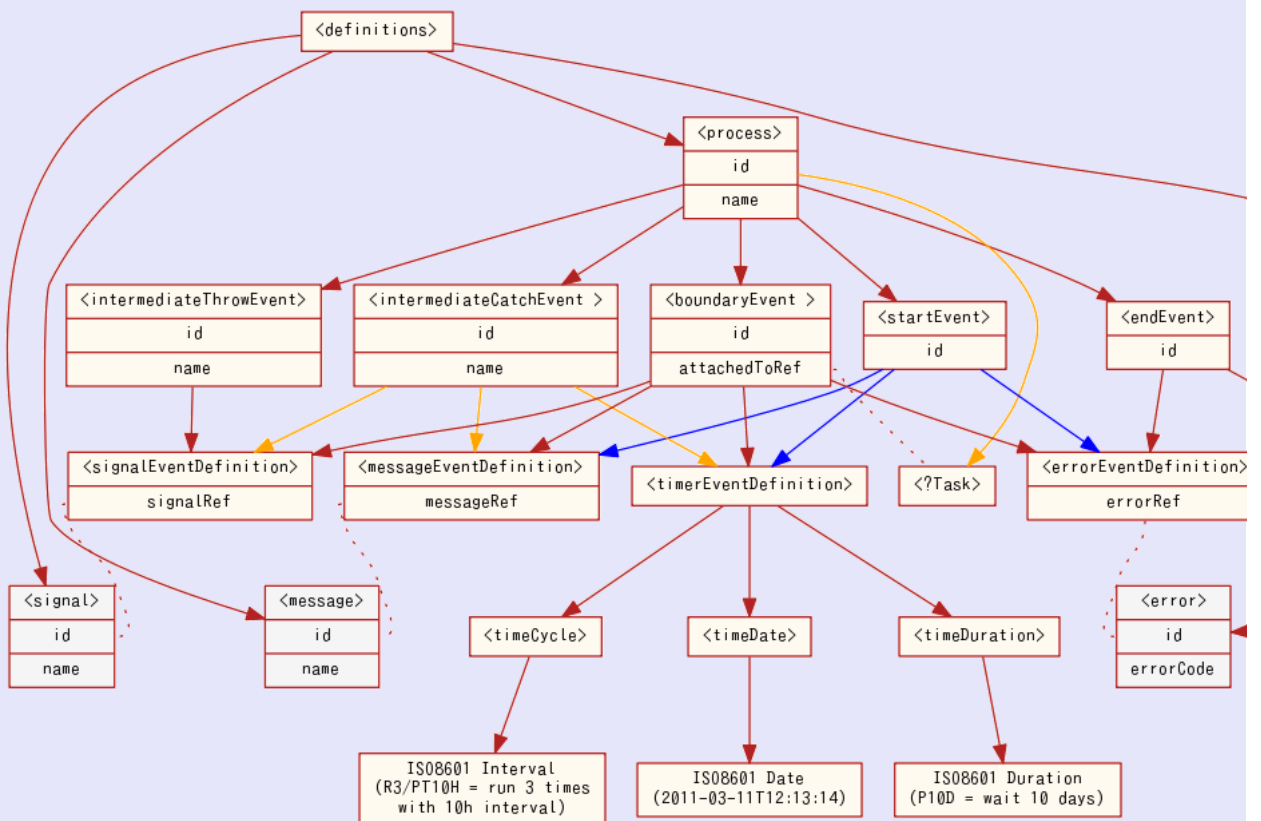 <definitions>
<process>
id
name
<intermediateThrowEvent>
id
name
<intermediateCatchEvent >
id
name
<boundaryEvent >
id
attachedToRef
<startEvent>
id
<endEvent>
id
<signalEventDefinition>
signalRef
<messageEventDefinition>
messageRef
<timerEventDefinition>
<?Task>
<errorEventDefinition>
errorRef
<signal>
id
name
<message>
id
name
<timeCycle>
<timeDate>
<timeDuration>
<error>
id
errorCode
ISO8601 Interval
(R3/PT10H = run 3 times
with 10h interval)
ISO8601 Date
(2011-03-11T12:13:14)
ISO8601 Duration
(P10D = wait 10 days)